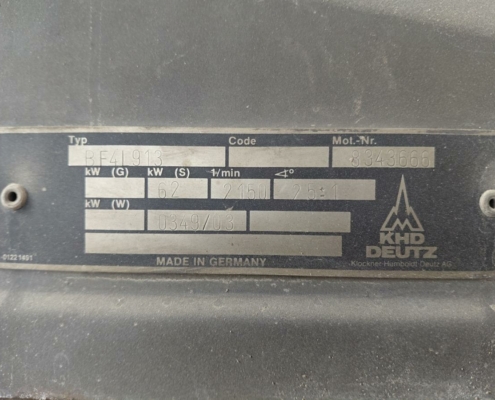 Typ Code Mot.-Nr.
BF4L913
kW (G) kW (S) 1/min ∢°
62 2150
kW (W)
KHD
DEUTZ
MADE IN GERMANY Klöckner-Humboldt-Deutz AG